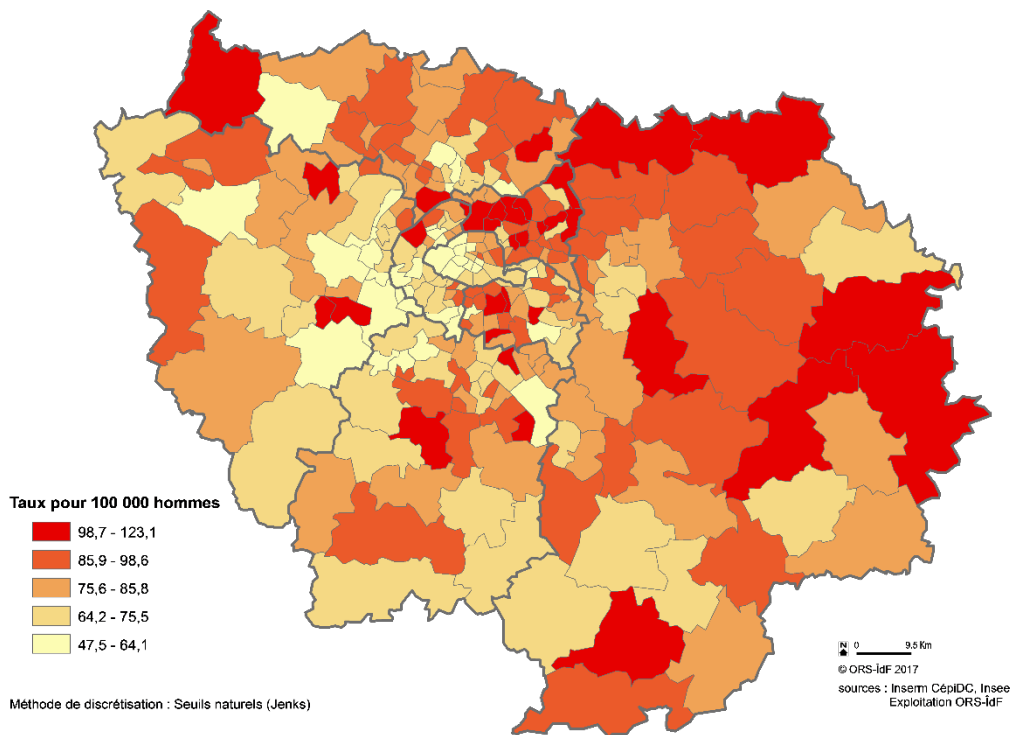 Taux pour 100 000 hommes
98,7 - 123,1
85,9 - 98,6
75,6 - 85,8
64,2 - 75,5
47,5 - 64,1
Méthode de discrétisation : Seuils naturels (Jenks)
N 0 9.5 Km
© ORS-ÎdF 2017
sources : Inserm CépiDC, Insee
Exploitation ORS-ÎdF